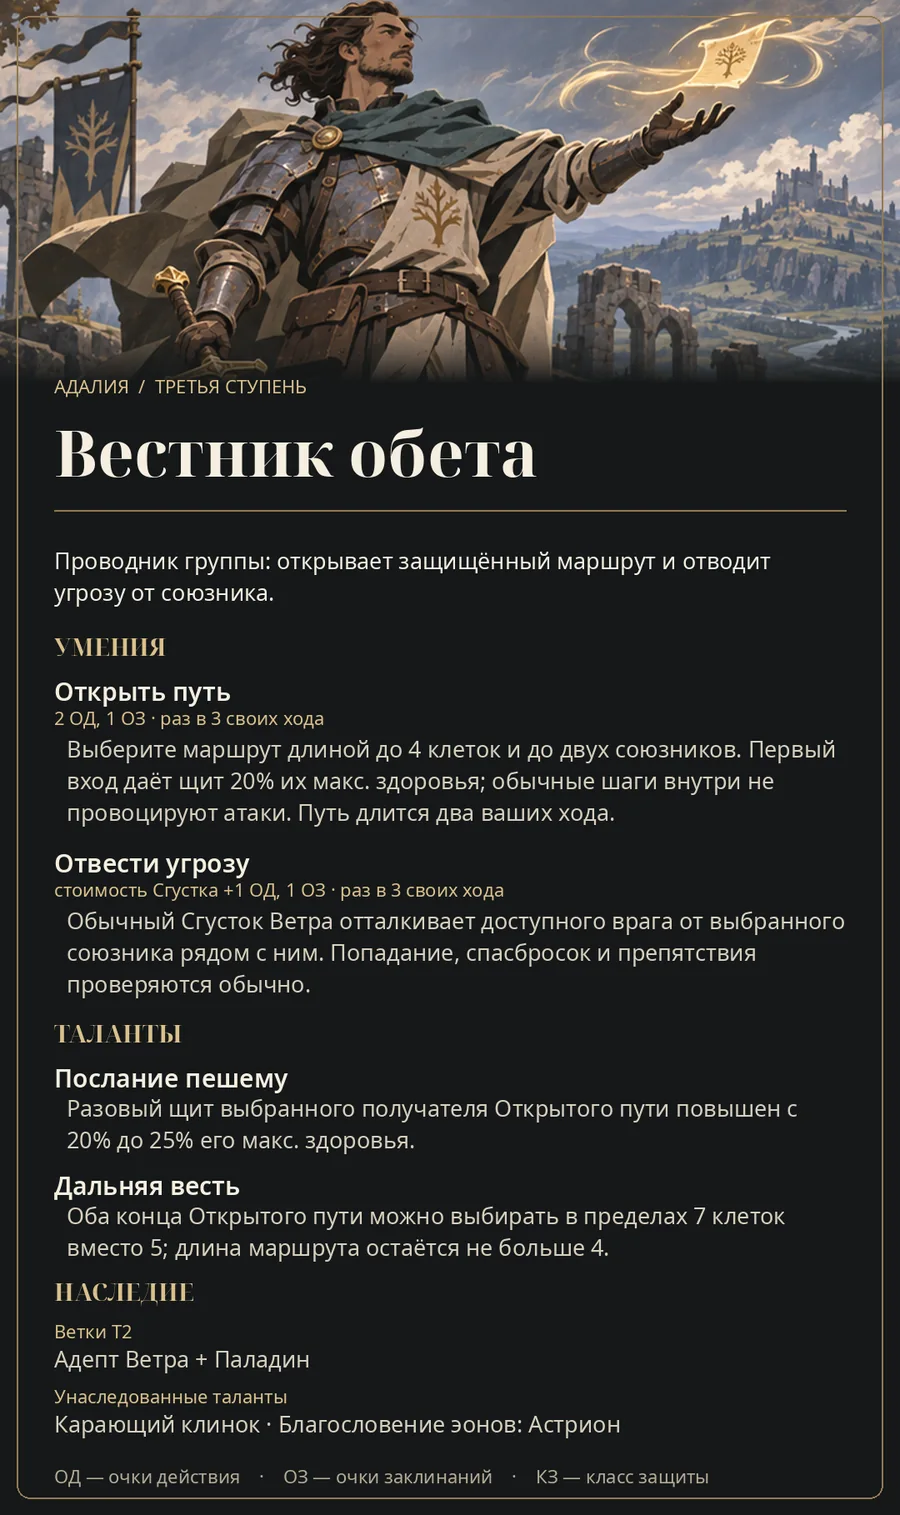 АДАЛИЯ / ТРЕТЬЯ СТУПЕНЬ
Вестник обета
Проводник группы: открывает защищённый маршрут и отводит
угрозу от союзника.
УМЕНИЯ
Открыть путь
2 ОД, 1 ОЗ · раз в 3 своих хода
Выберите маршрут длиной до 4 клеток и до двух союзников. Первый
вход даёт щит 20% их макс. здоровья; обычные шаги внутри не
провоцируют атаки. Путь длится два ваших хода.
Отвести угрозу
стоимость Сгустка +1 ОД, 1 ОЗ · раз в 3 своих хода
Обычный Сгусток Ветра отталкивает доступного врага от выбранного
союзника рядом с ним. Попадание, спасбросок и препятствия
проверяются обычно.
ТАЛАНТЫ
Послание пешему
Разовый щит выбранного получателя Открытого пути повышен с
20% до 25% его макс. здоровья.
Дальняя весть
Оба конца Открытого пути можно выбирать в пределах 7 клеток
вместо 5; длина маршрута остаётся не больше 4.
НАСЛЕДИЕ
Ветки Т2
Адепт Ветра + Паладин
Унаследованные таланты
Карающий клинок · Благословение эонов: Астрион
ОД — очки действия · ОЗ — очки заклинаний · КЗ — класс защиты